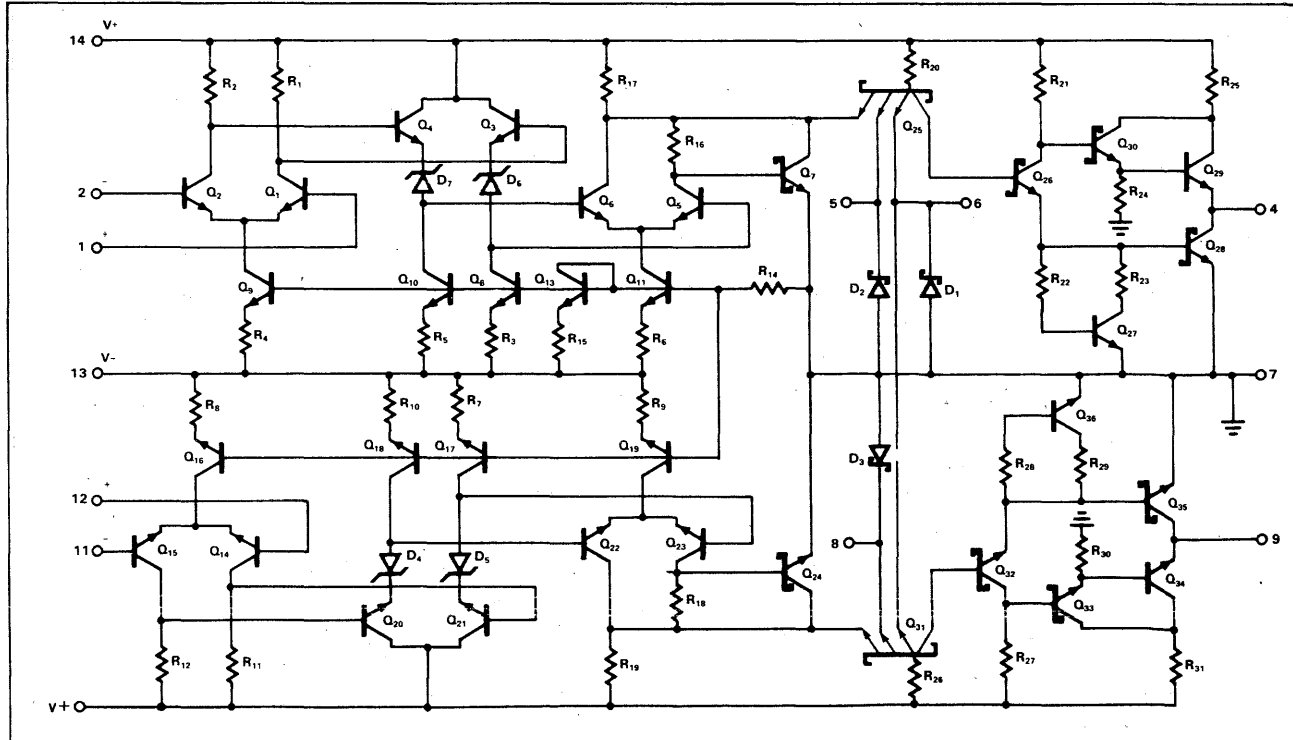 V+
14
R2
R1
R17
R20
R21
R25
Q4
Q3
R16
Q25
Q30
Q7
Q26
R24
Q29
D7
D6
2 -
Q2
Q1
Q6
Q5
5
6
4
Q28
1 +
R14
Q9
Q10
Q8
Q13
Q11
D2
D1
R22
R23
R4
R5
R3
R15
R6
Q27
V-
13
7
R8
R10
R7
R9
Q36
Q16
Q18
Q17
Q19
D3
R28
R29
12 +
Q35
11 -
Q15
Q14
D4
D5
Q22
Q23
8
9
Q24
Q32
R30
Q34
Q20
Q21
R18
Q31
Q33
R12
R11
R19
R26
R27
R31
V+